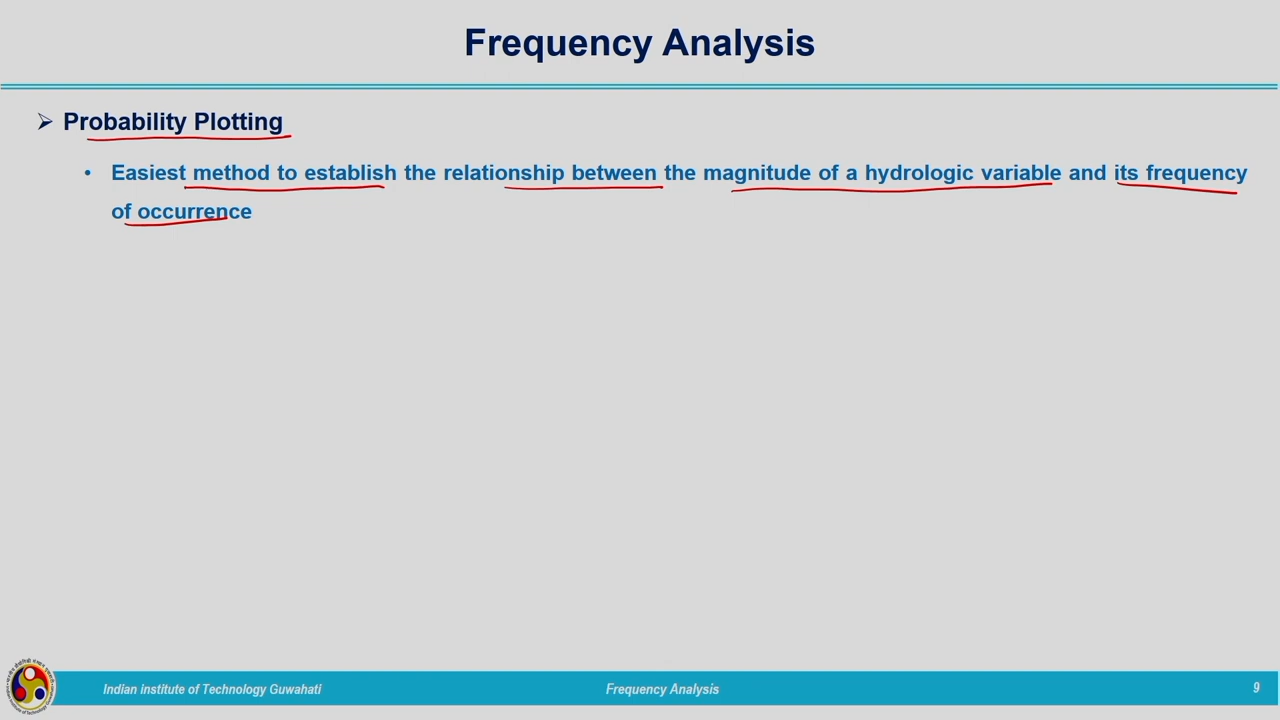 Frequency Analysis
➢ Probability Plotting
• Easiest method to establish the relationship between the magnitude of a hydrologic variable and its frequency
of occurrence
Indian institute of Technology Guwahati
Frequency Analysis
9